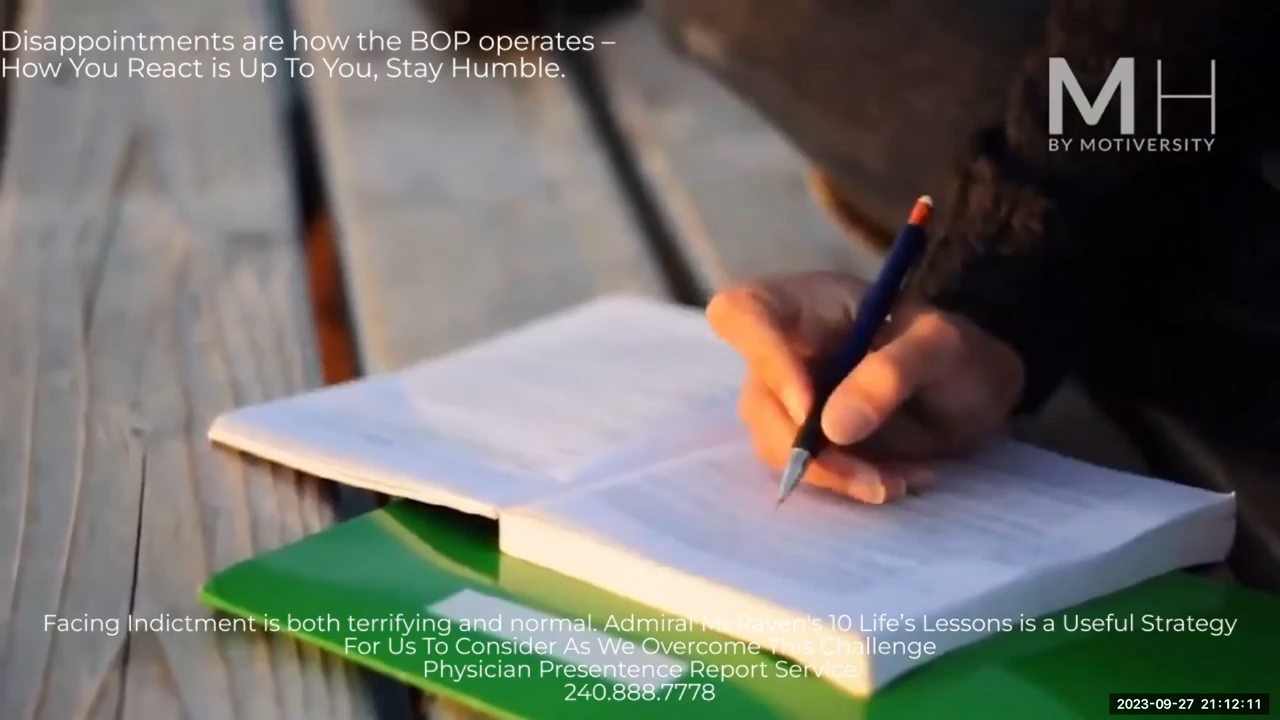 Disappointments are how the BOP operates –
How You React is Up To You, Stay Humble.
MH
BY MOTIVERSITY
Facing Indictment is both terrifying and normal. Admiral Mc Raven's 10 Life's Lessons is a Useful Strategy
For Us To Consider As We Overcome This Challenge
Physician Presentence Report Service
240.888.7778
2023-09-27 21:12:11